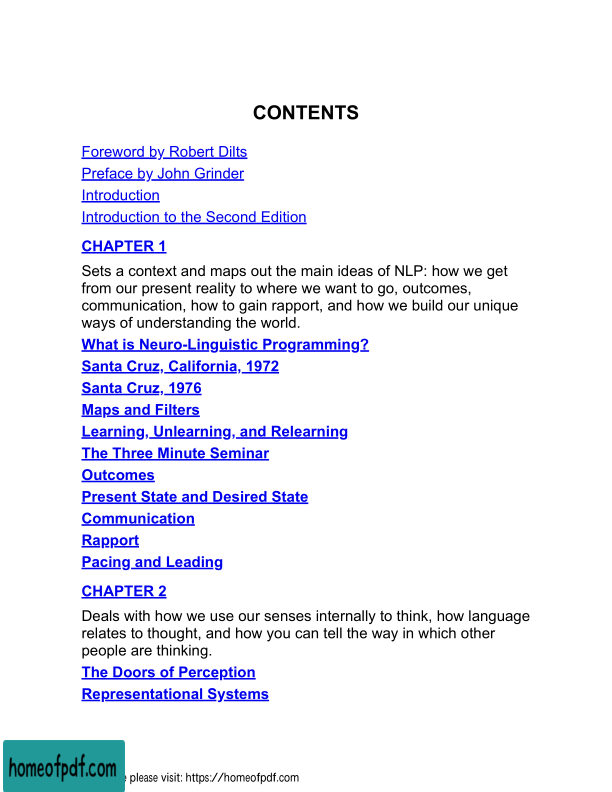 CONTENTS
Foreword by Robert Dilts
Preface by John Grinder
Introduction
Introduction to the Second Edition
CHAPTER 1
Sets a context and maps out the main ideas of NLP: how we get
from our present reality to where we want to go, outcomes,
communication, how to gain rapport, and how we build our unique
ways of understanding the world.
What is Neuro-Linguistic Programming?
Santa Cruz, California, 1972
Santa Cruz, 1976
Maps and Filters
Learning, Unlearning, and Relearning
The Three Minute Seminar
Outcomes
Present State and Desired State
Communication
Rapport
Pacing and Leading
CHAPTER 2
Deals with how we use our senses internally to think, how language
relates to thought, and how you can tell the way in which other
people are thinking.
The Doors of Perception
Representational Systems
homeofpdf.com
please visit: https://homeofpdf.com